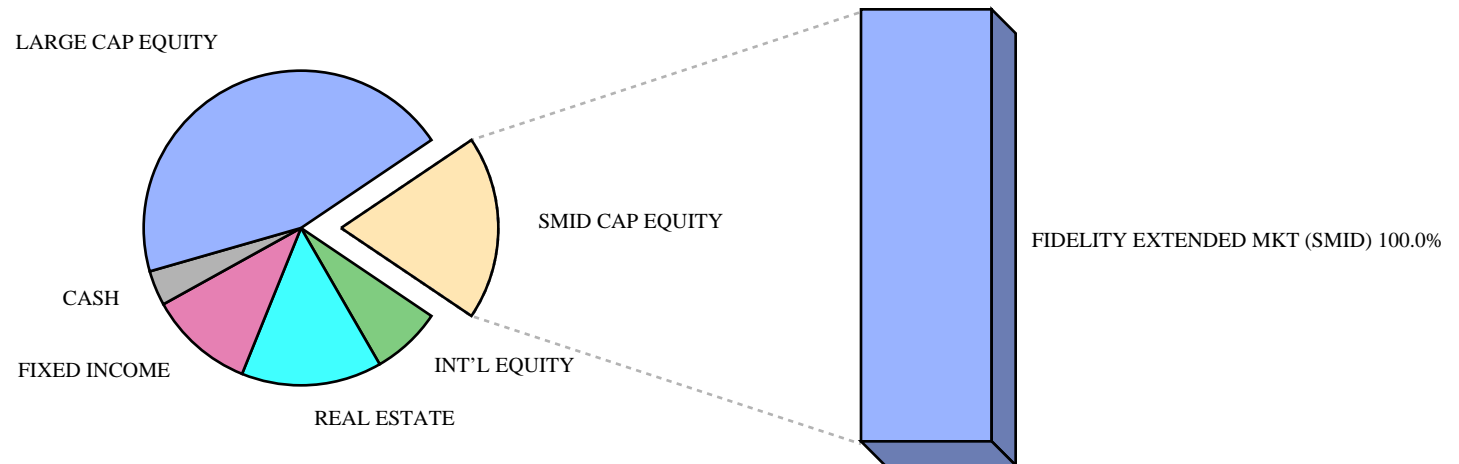 LARGE CAP EQUITY
SMID CAP EQUITY
FIDELITY EXTENDED MKT (SMID) 100.0%
CASH
FIXED INCOME
INT'L EQUITY
REAL ESTATE